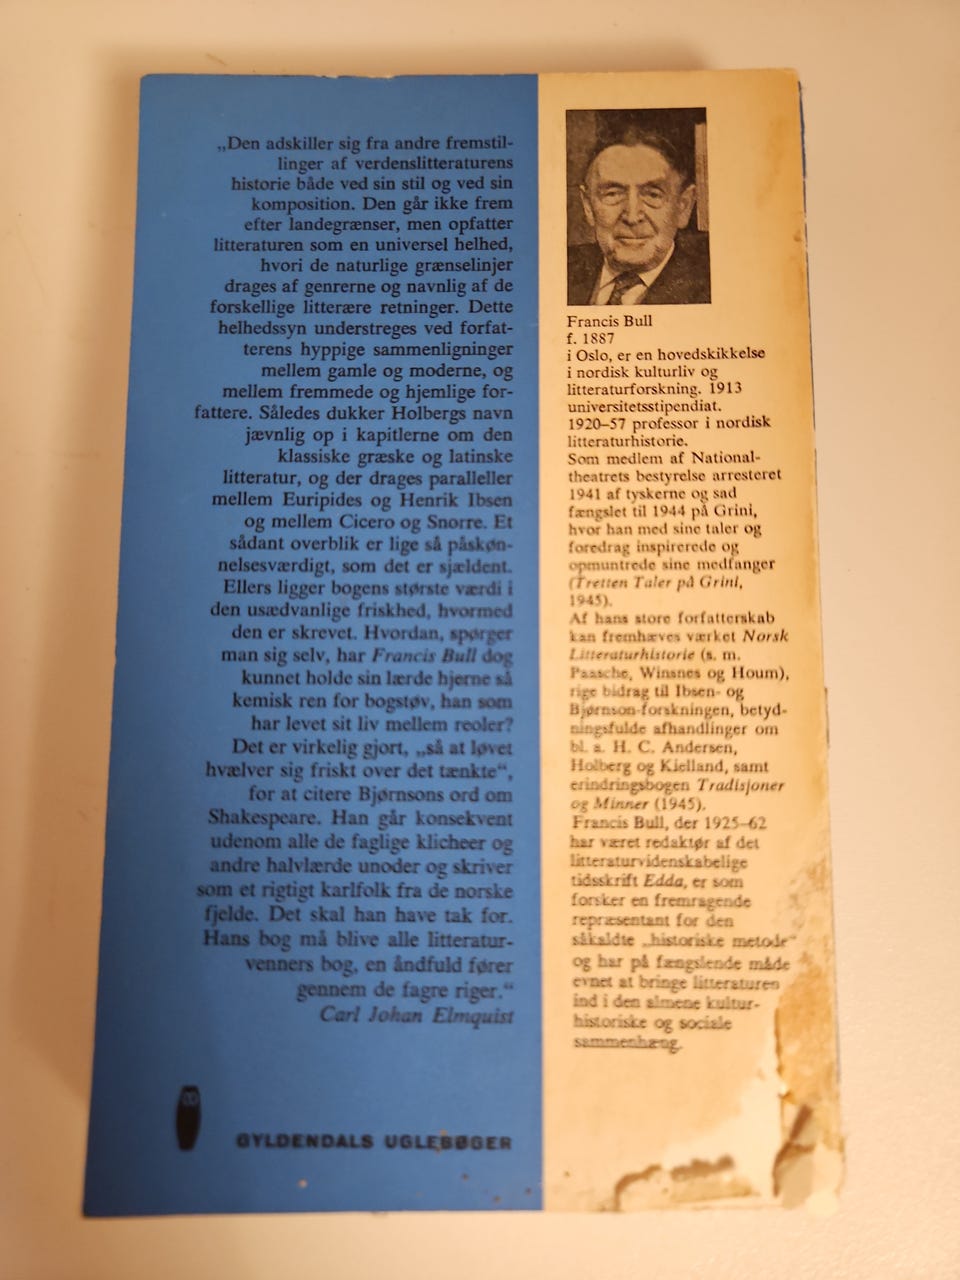 „Den adskiller sig fra andre fremstil-
linger af verdenslitteraturens
historie både ved sin stil og ved sin
komposition. Den går ikke frem
efter landegrænser, men opfatter
litteraturen som en universel helhed,
hvori de naturlige grænselinjer
drages af genrerne og navnlig af de
forskellige litterære retninger. Dette
helhedssyn understreges ved forfat-
terens hyppige sammenligninger
mellem gamle og moderne, og
mellem fremmede og hjemlige for-
fattere. Således dukker Holbergs navn
jævnlig op i kapitlerne om den
klassiske græske og latinske
litteratur, og der drages paralleller
mellem Euripides og Henrik Ibsen
og mellem Cicero og Snorre. Et
sådant overblik er lige så påskøn-
nelsesværdigt, som det er sjældent.
Ellers ligger bogens største værdi i
den usædvanlige friskhed, hvormed
den er skrevet. Hvordan, spørger
man sig selv, har Francis Bull dog
kunnet holde sin lærde hjerne så
kemisk ren for bogstøv, han som
har levet sit liv mellem reoler?
Det er virkelig gjort, „så at løvet
hvælver sig friskt over det tænkte“,
for at citere Bjørnsons ord om
Shakespeare. Han går konsekvent
udenom alle de faglige klicheer og
andre halvlærde unoder og skriver
som et rigtigt karlfolk fra de norske
fjelde. Det skal han have tak for.
Hans bog må blive alle litteratur-
venners bog, en åndfuld fører
gennem de fagre riger.“
Carl Johan Elmquist
GYLDENDALS UGLEBØGER
Francis Bull
f. 1887
i Oslo, er en hovedskikkelse
i nordisk kulturliv og
litteraturforskning. 1913
universitetsstipendiat.
1920–57 professor i nordisk
litteraturhistorie.
Som medlem af National-
theatrets bestyrelse arresteret
1941 af tyskerne og sad
fængslet til 1944 på Grini,
hvor han med sine taler og
foredrag inspirerede og
opmuntrede sine medfanger
(Tretten Taler på Grini,
1945).
Af hans store forfatterskab
kan fremhæves værket Norsk
Litteraturhistorie (s. m.
Paasche, Winsnes og Houm),
rige bidrag til Ibsen- og
Bjørnson-forskningen, betyd-
ningsfulde afhandlinger om
bl. a. H. C. Andersen,
Holberg og Kielland, samt
erindringsbogen Tradisjoner
og Minner (1945).
Francis Bull, der 1925–62
har været redaktør af det
litteraturvidenskabelige
tidsskrift Edda, er som
forsker en fremragende
repræsentant for den
såkaldte „historiske metode“
og har på fængslende måde
evnet at bringe litteraturen
ind i den almene kultur-
historiske og sociale
sammenhæng.